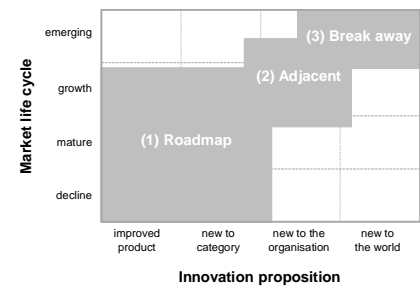 Market life cycle
emerging
growth
mature
decline
(3) Break away
(2) Adjacent
(1) Roadmap
improved
product
new to
category
new to the
organisation
new to
the world
Innovation proposition